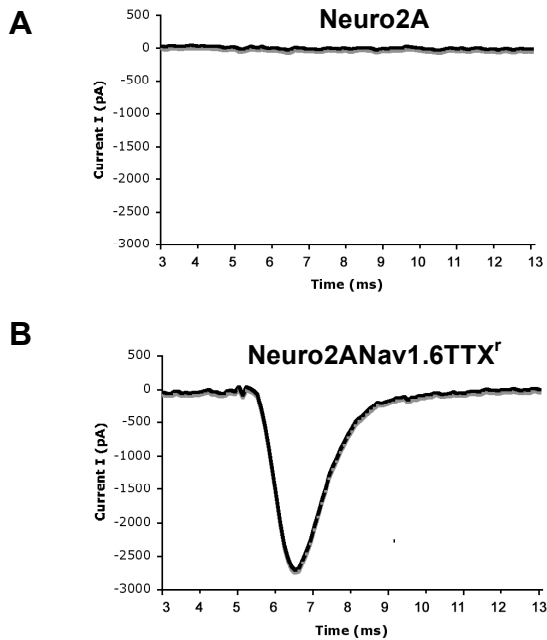 A
Neuro2A
500
0
-500
-1000
-1500
-2000
-2500
3000
Current I (pA)
3 4 5 6 7 8 9 10 11 12 13
Time (ms)
B
Neuro2ANav1.6TTXʳ
500
0
-500
-1000
-1500
-2000
-2500
-3000
Current I (pA)
3 4 5 6 7 8 9 10 11 12 13
Time (ms)